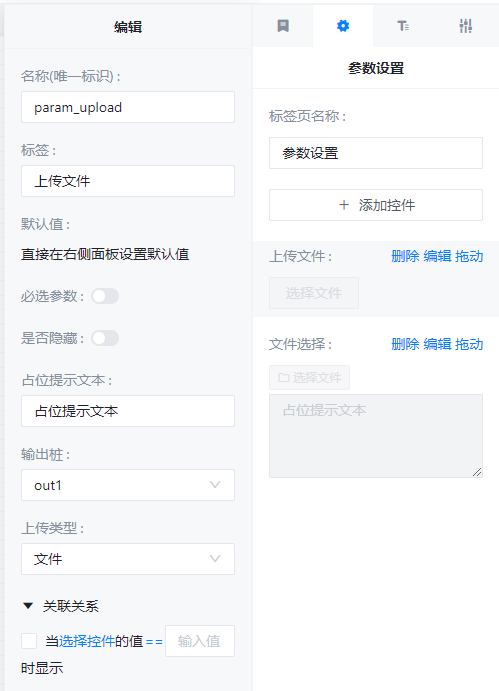 编辑
名称(唯一标识) :
param_upload
标签 :
上传文件
默认值 :
直接在右侧面板设置默认值
必选参数 :
是否隐藏 :
占位提示文本 :
占位提示文本
输出桩 :
out1
上传类型 :
文件
关联关系
当选择控件的值 == 输入值
时显示
参数设置
标签页名称 :
参数设置
+ 添加控件
上传文件 : 删除 编辑 拖动
选择文件
文件选择 : 删除 编辑 拖动
选择文件
占位提示文本